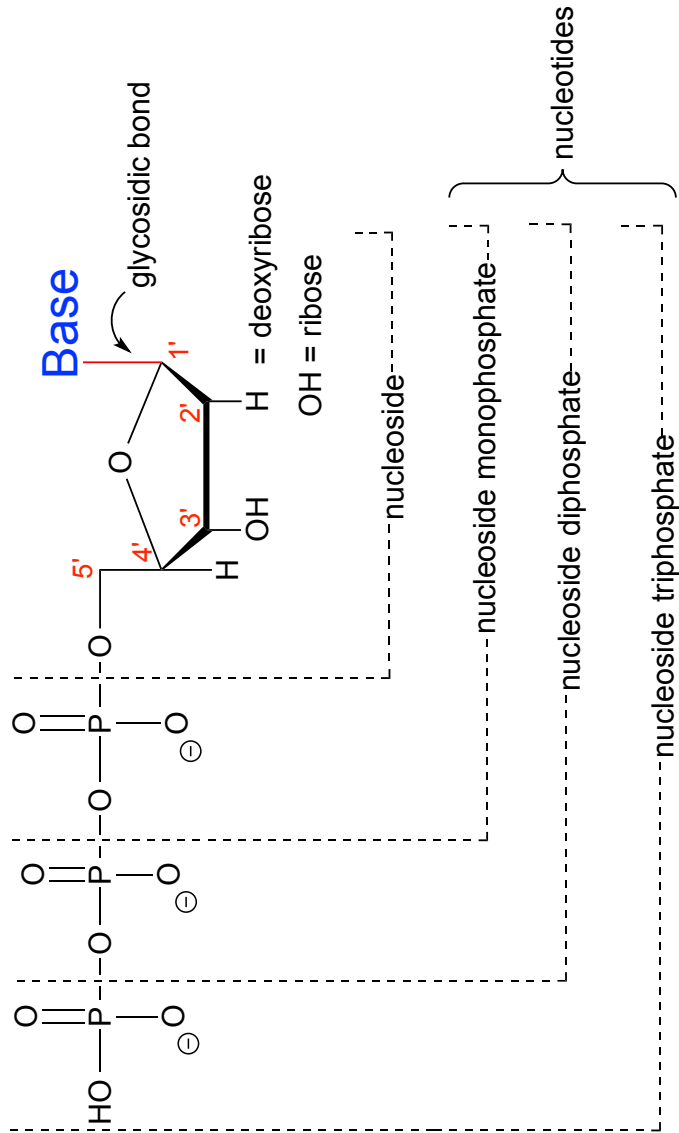 O O O
Base
HO P O P O P O 5'
O
glycosidic bond
4' 1'
O O O
⊖ ⊖ ⊖
3' 2'
H
OH H = deoxyribose
OH = ribose
nucleoside
nucleoside monophosphate
nucleotides
nucleoside diphosphate
nucleoside triphosphate